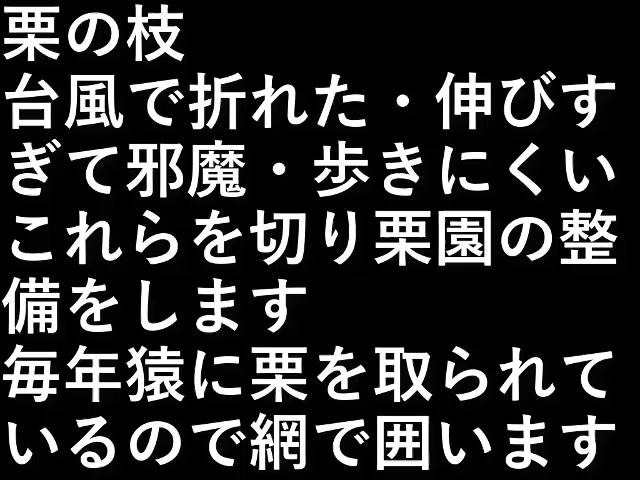 栗の枝
台風で折れた・伸びす
ぎて邪魔・歩きにくい
これらを切り栗園の整
備をします
毎年猿に栗を取られて
いるので網で囲います